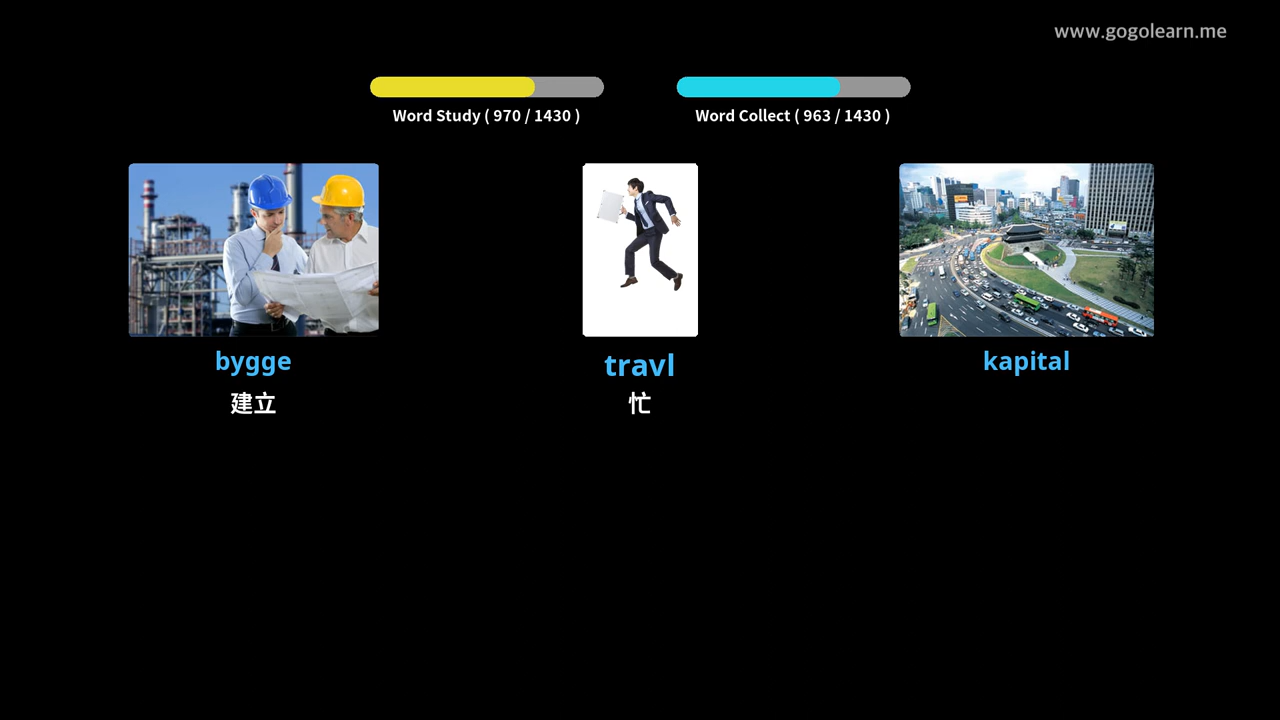 www.gogolearn.me
Word Study ( 970 / 1430 )
Word Collect ( 963 / 1430 )
bygge
建立
travl
忙
kapital